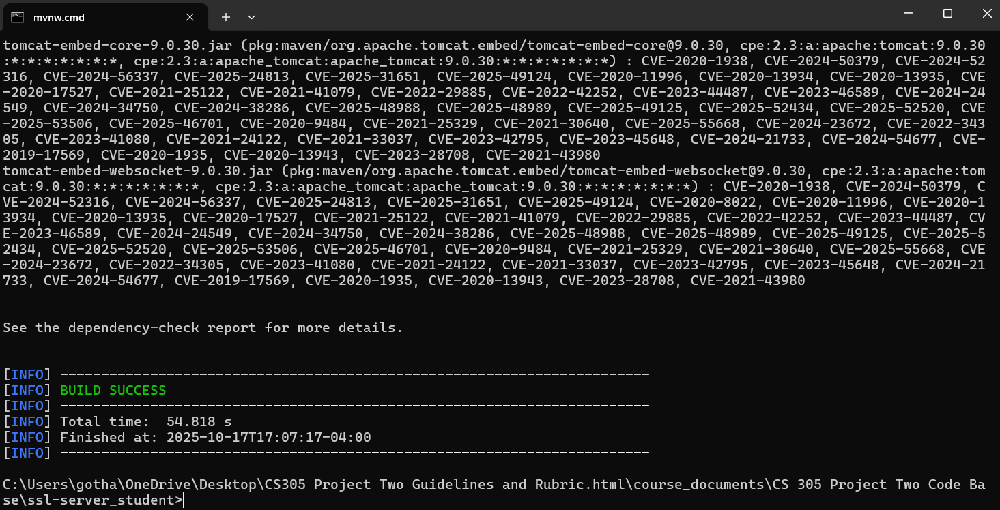 mvnw.cmd
tomcat-embed-core-9.0.30.jar (pkg:maven/org.apache.tomcat.embed/tomcat-embed-core@9.0.30, cpe:2.3:a:apache:tomcat:9.0.30
:*:*:*:*:*:*:*, cpe:2.3:a:apache_tomcat:apache_tomcat:9.0.30:*:*:*:*:*:*:*) : CVE-2020-1938, CVE-2024-50379, CVE-2024-52
316, CVE-2024-56337, CVE-2025-24813, CVE-2025-31651, CVE-2025-49124, CVE-2020-11996, CVE-2020-13934, CVE-2020-13935, CVE
-2020-17527, CVE-2021-25122, CVE-2021-41079, CVE-2022-29885, CVE-2022-42252, CVE-2023-44487, CVE-2023-46589, CVE-2024-24
549, CVE-2024-34750, CVE-2024-38286, CVE-2025-48988, CVE-2025-48989, CVE-2025-49125, CVE-2025-52434, CVE-2025-52520, CVE
-2025-53506, CVE-2025-46701, CVE-2020-9484, CVE-2021-25329, CVE-2021-30640, CVE-2025-55668, CVE-2024-23672, CVE-2022-343
05, CVE-2023-41080, CVE-2021-24122, CVE-2021-33037, CVE-2023-42795, CVE-2023-45648, CVE-2024-21733, CVE-2024-54677, CVE-
2019-17569, CVE-2020-1935, CVE-2020-13943, CVE-2023-28708, CVE-2021-43980
tomcat-embed-websocket-9.0.30.jar (pkg:maven/org.apache.tomcat.embed/tomcat-embed-websocket@9.0.30, cpe:2.3:a:apache:tom
cat:9.0.30:*:*:*:*:*:*:*, cpe:2.3:a:apache_tomcat:apache_tomcat:9.0.30:*:*:*:*:*:*:*) : CVE-2020-1938, CVE-2024-50379, C
VE-2024-52316, CVE-2024-56337, CVE-2025-24813, CVE-2025-31651, CVE-2025-49124, CVE-2020-8022, CVE-2020-11996, CVE-2020-1
3934, CVE-2020-13935, CVE-2020-17527, CVE-2021-25122, CVE-2021-41079, CVE-2022-29885, CVE-2022-42252, CVE-2023-44487, CV
E-2023-46589, CVE-2024-24549, CVE-2024-34750, CVE-2024-38286, CVE-2025-48988, CVE-2025-48989, CVE-2025-49125, CVE-2025-5
2434, CVE-2025-52520, CVE-2025-53506, CVE-2025-46701, CVE-2020-9484, CVE-2021-25329, CVE-2021-30640, CVE-2025-55668, CVE
-2024-23672, CVE-2022-34305, CVE-2023-41080, CVE-2021-24122, CVE-2021-33037, CVE-2023-42795, CVE-2023-45648, CVE-2024-21
733, CVE-2024-54677, CVE-2019-17569, CVE-2020-1935, CVE-2020-13943, CVE-2023-28708, CVE-2021-43980
See the dependency-check report for more details.
[INFO] ------------------------------------------------------------------------
[INFO] BUILD SUCCESS
[INFO] ------------------------------------------------------------------------
[INFO] Total time:  54.818 s
[INFO] Finished at: 2025-10-17T17:07:17-04:00
[INFO] ------------------------------------------------------------------------
C:\Users\gotha\OneDrive\Desktop\CS305 Project Two Guidelines and Rubric.html\course_documents\CS 305 Project Two Code Ba
se\ssl-server_student>